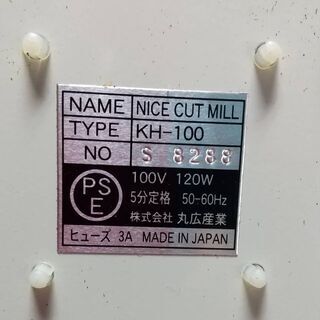 NAME NICE CUT MILL
TYPE KH-100
NO S 8288
PS
E
100V 120W
5分定格 50-60Hz
株式会社 丸広産業
ヒューズ 3A MADE IN JAPAN